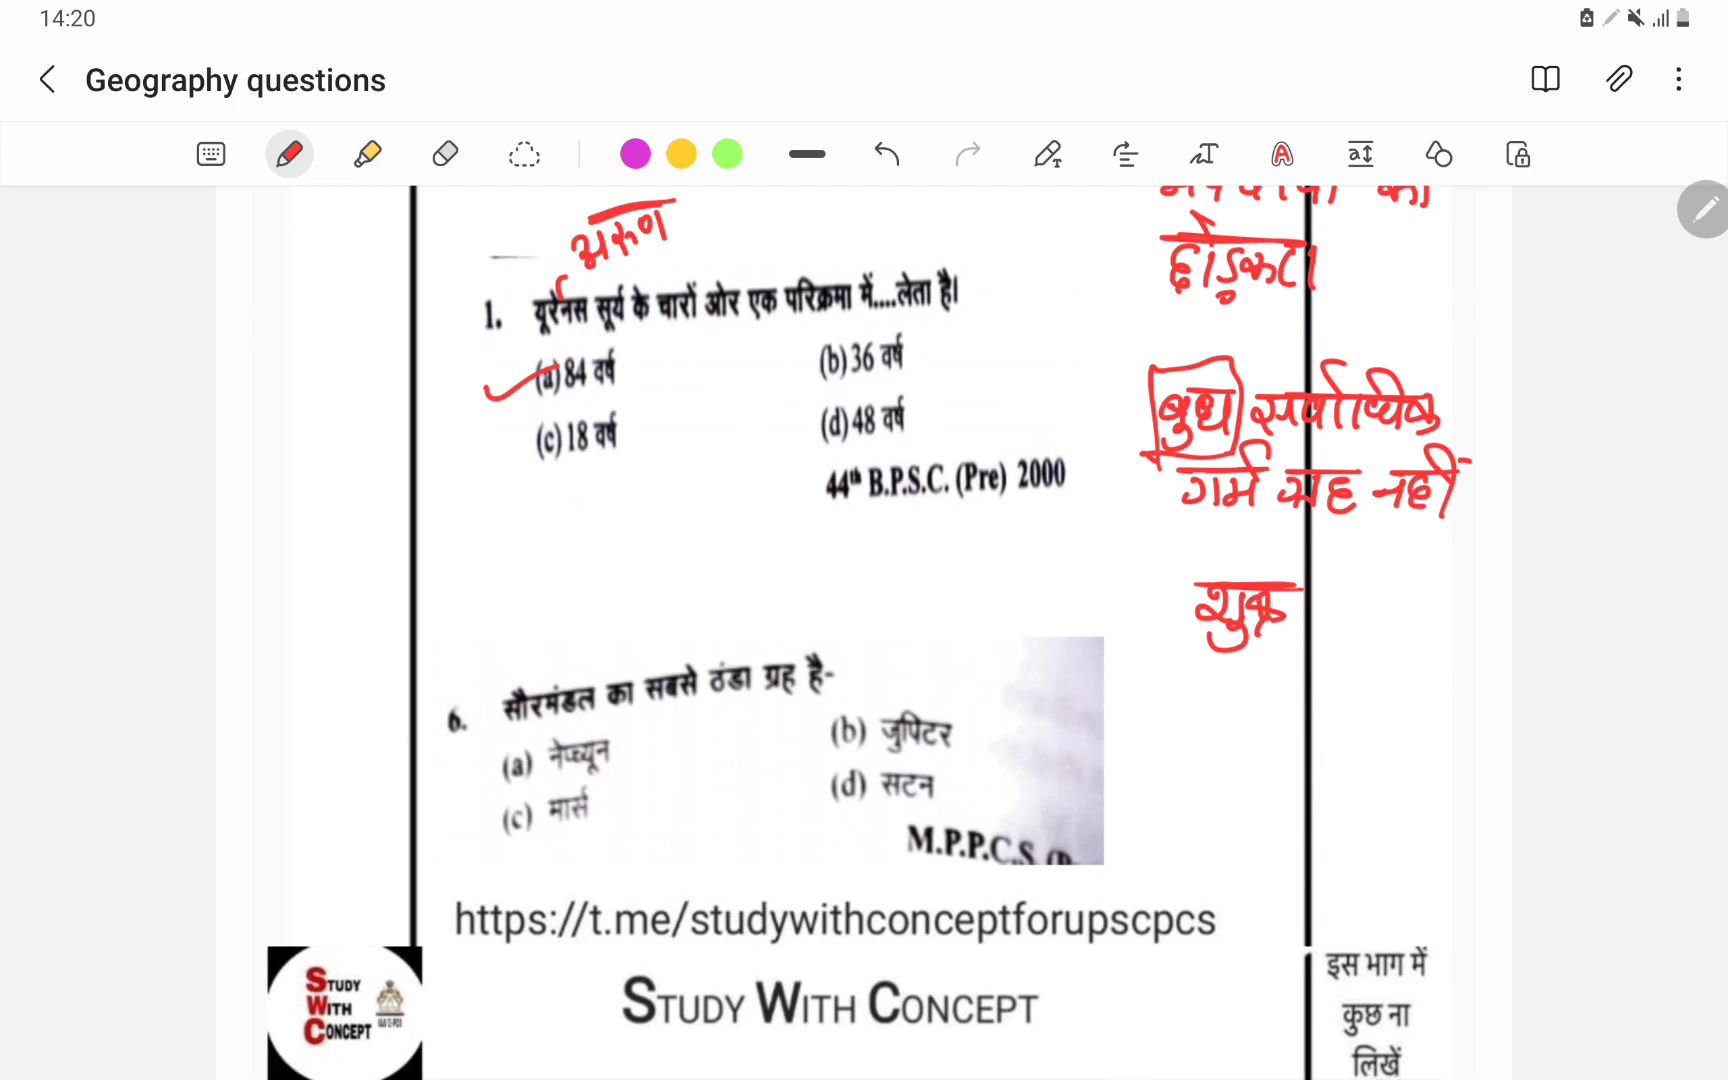 14:20
Geography questions
छोड़कर।
अरुण
1. यूरेनस सूर्य के चारों ओर एक परिक्रमा में....लेता है।
(a) 84 वर्ष (b) 36 वर्ष
(c) 18 वर्ष (d) 48 वर्ष
44th B.P.S.C. (Pre) 2000
बुध सर्वाधिक
गर्म ग्रह नहीं
शुक्र
6. सौरमंडल का सबसे ठंडा ग्रह है-
(a) नेप्च्यून (b) जुपिटर
(c) मार्स (d) सटन
M.P.P.C.S.
https://t.me/studywithconceptforupscpcs
STUDY WITH CONCEPT
STUDY
WITH
CONCEPT
इस भाग में
कुछ ना
लिखें